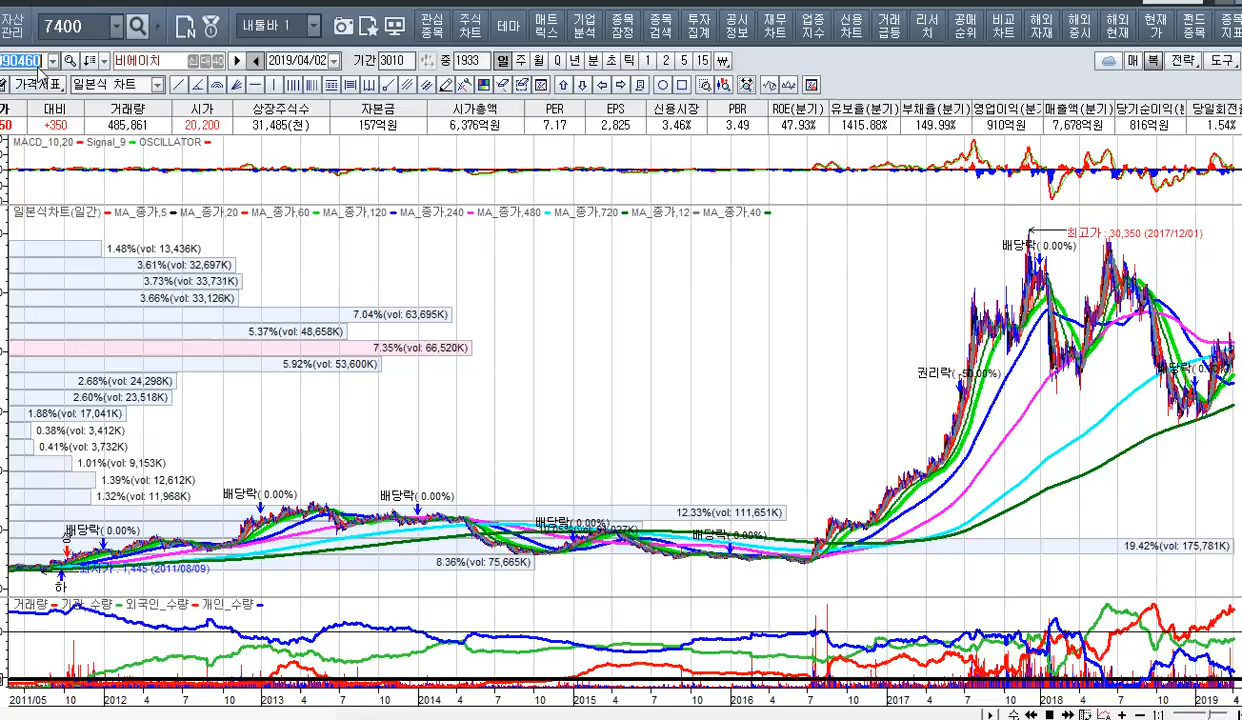 자산 관심 주식 테마 매트 기업 종목 종목 투자 공시 재무 업종 신용 거래 리서 공매 비교 해외 해외 해외 현재 펀드 종목
관리 7400 내툴바 1 종목 차트 릭스 분석 잠정 검색 집계 정보 차트 지수 차트 급등 치 순위 차트 자재 증시 현재 가 종목 지표
090460 비에이치 신 대 40 2019/04/02 기간 3010 중 1933 일 주 월 년 분 초 틱 1 2 5 15 매 복 전략 도구
가격지표 일본식 차트
가 대비 거래량 시가 상장주식수 자본금 시가총액 PER EPS 신용시장 PBR ROE(분기) 유보율(분기) 부채율(분기) 영업이익(분 매출액(분기) 당기순이익( 당일회전
50 +350 485,861 20,200 31,485(천) 157억원 6,376억원 7.17 2,825 3.46% 3.49 47.93% 1415.88% 149.99% 910억원 7,678억원 816억원 1.54%
MACD_10,20 Signal_9 OSCILLATOR
일본식차트(일간) MA_종가,5 MA_종가,20 MA_종가,60 MA_종가,120 MA_종가,240 MA_종가,480 MA_종가,720 MA_종가,12 MA_종가,40
최고가 : 30,350 (2017/12/01)
배당락( 0.00%)
1.48%(vol: 13,436K)
3.61%(vol: 32,697K)
3.73%(vol: 33,731K)
3.66%(vol: 33,126K)
7.04%(vol: 63,695K)
5.37%(vol: 48,658K)
7.35%(vol: 66,520K)
5.92%(vol: 53,600K)
배당락( 0.00%)
권리락( -50.00%)
2.68%(vol: 24,298K)
2.60%(vol: 23,518K)
1.88%(vol: 17,041K)
0.38%(vol: 3,412K)
0.41%(vol: 3,732K)
1.01%(vol: 9,153K)
1.39%(vol: 12,612K)
1.32%(vol: 11,968K)
배당락( 0.00%) 배당락( 0.00%)
12.33%(vol: 111,651K)
배당락( 0.00%)
배당락( 0.00%) 배당락( 0.00%)
19.42%(vol: 175,781K)
8.36%(vol: 75,665K)
1,445 (2011/08/09)
하
거래량 기관_수량 외국인_수량 개인_수량
2011/05 10 2012 4 7 10 2013 4 7 10 2014 4 7 10 2015 4 7 10 2016 4 7 10 2017 4 7 10 2018 4 7 10 2019 4
수 1:1